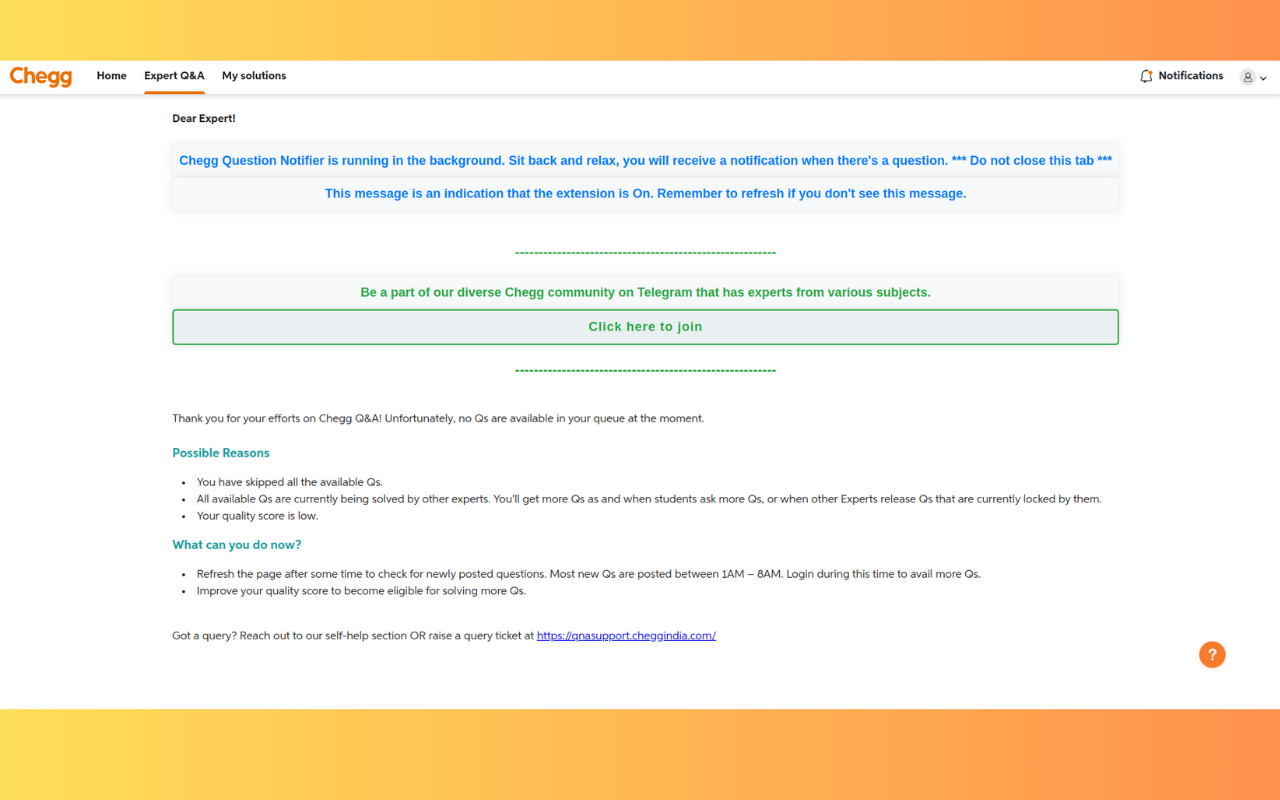 Chegg Home Expert Q&A My solutions Notifications
Dear Expert!
Chegg Question Notifier is running in the background. Sit back and relax, you will receive a notification when there's a question. *** Do not close this tab ***
This message is an indication that the extension is On. Remember to refresh if you don't see this message.
--------------------------------------------------------
Be a part of our diverse Chegg community on Telegram that has experts from various subjects.
Click here to join
--------------------------------------------------------
Thank you for your efforts on Chegg Q&A! Unfortunately, no Qs are available in your queue at the moment.
Possible Reasons
• You have skipped all the available Qs.
• All available Qs are currently being solved by other experts. You'll get more Qs as and when students ask more Qs, or when other Experts release Qs that are currently locked by them.
• Your quality score is low.
What can you do now?
• Refresh the page after some time to check for newly posted questions. Most new Qs are posted between 1AM – 8AM. Login during this time to avail more Qs.
• Improve your quality score to become eligible for solving more Qs.
Got a query? Reach out to our self-help section OR raise a query ticket at https://qnasupport.cheggindia.com/
?